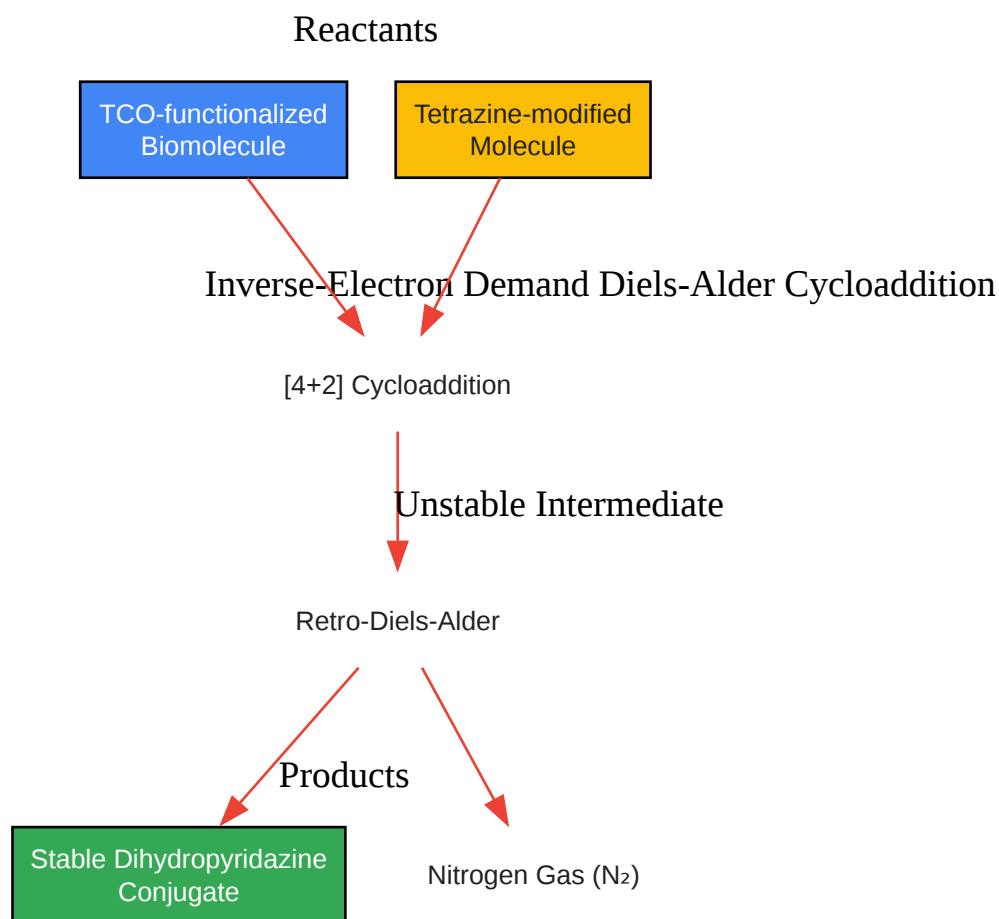 Reactants
TCO-functionalized
Biomolecule
Tetrazine-modified
Molecule
Inverse-Electron Demand Diels-Alder Cycloaddition
[4+2] Cycloaddition
Unstable Intermediate
Retro-Diels-Alder
Products
Stable Dihydropyridazine
Conjugate
Nitrogen Gas (N₂)